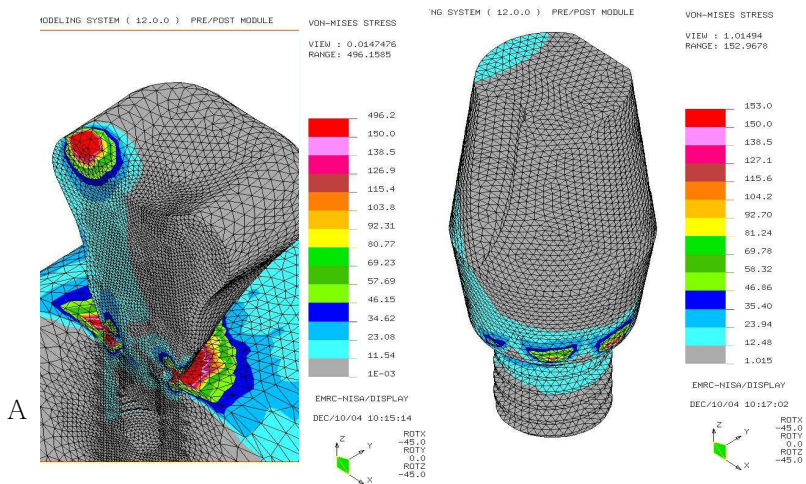 MODELING SYSTEM ( 12.0.0 ) PRE/POST MODULE
VON-MISES STRESS
VIEW : 0.0147476
RANGE: 496.1585
496.2
150.0
138.5
126.9
115.4
103.8
92.31
80.77
69.23
57.69
46.15
34.62
23.08
11.54
1E-03
EMRC-NISA/DISPLAY
DEC/10/04 10:15:14
ROTX
-45.0
ROTY
0.0
ROTZ
-45.0
Z
Y
X
A
NG SYSTEM ( 12.0.0 ) PRE/POST MODULE
VON-MISES STRESS
VIEW : 1.01494
RANGE: 152.9678
153.0
150.0
138.5
127.1
115.6
104.2
92.70
81.24
69.78
58.32
46.86
35.40
23.94
12.48
1.015
EMRC-NISA/DISPLAY
DEC/10/04 10:17:02
ROTX
-45.0
ROTY
0.0
ROTZ
-45.0
Z
Y
X